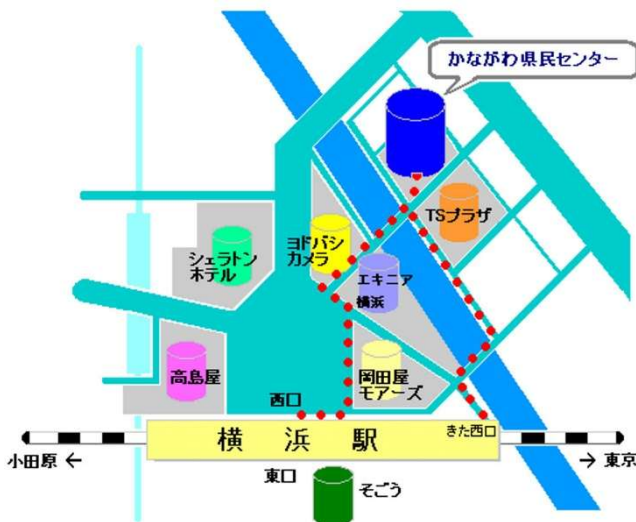 かながわ県民センター
TSプラザ
ヨドバシ
カメラ
シェラトン
ホテル
エキニア
横浜
高島屋
岡田屋
モアーズ
西口
きた西口
横浜駅
小田原 ←
→ 東京
東口
そごう